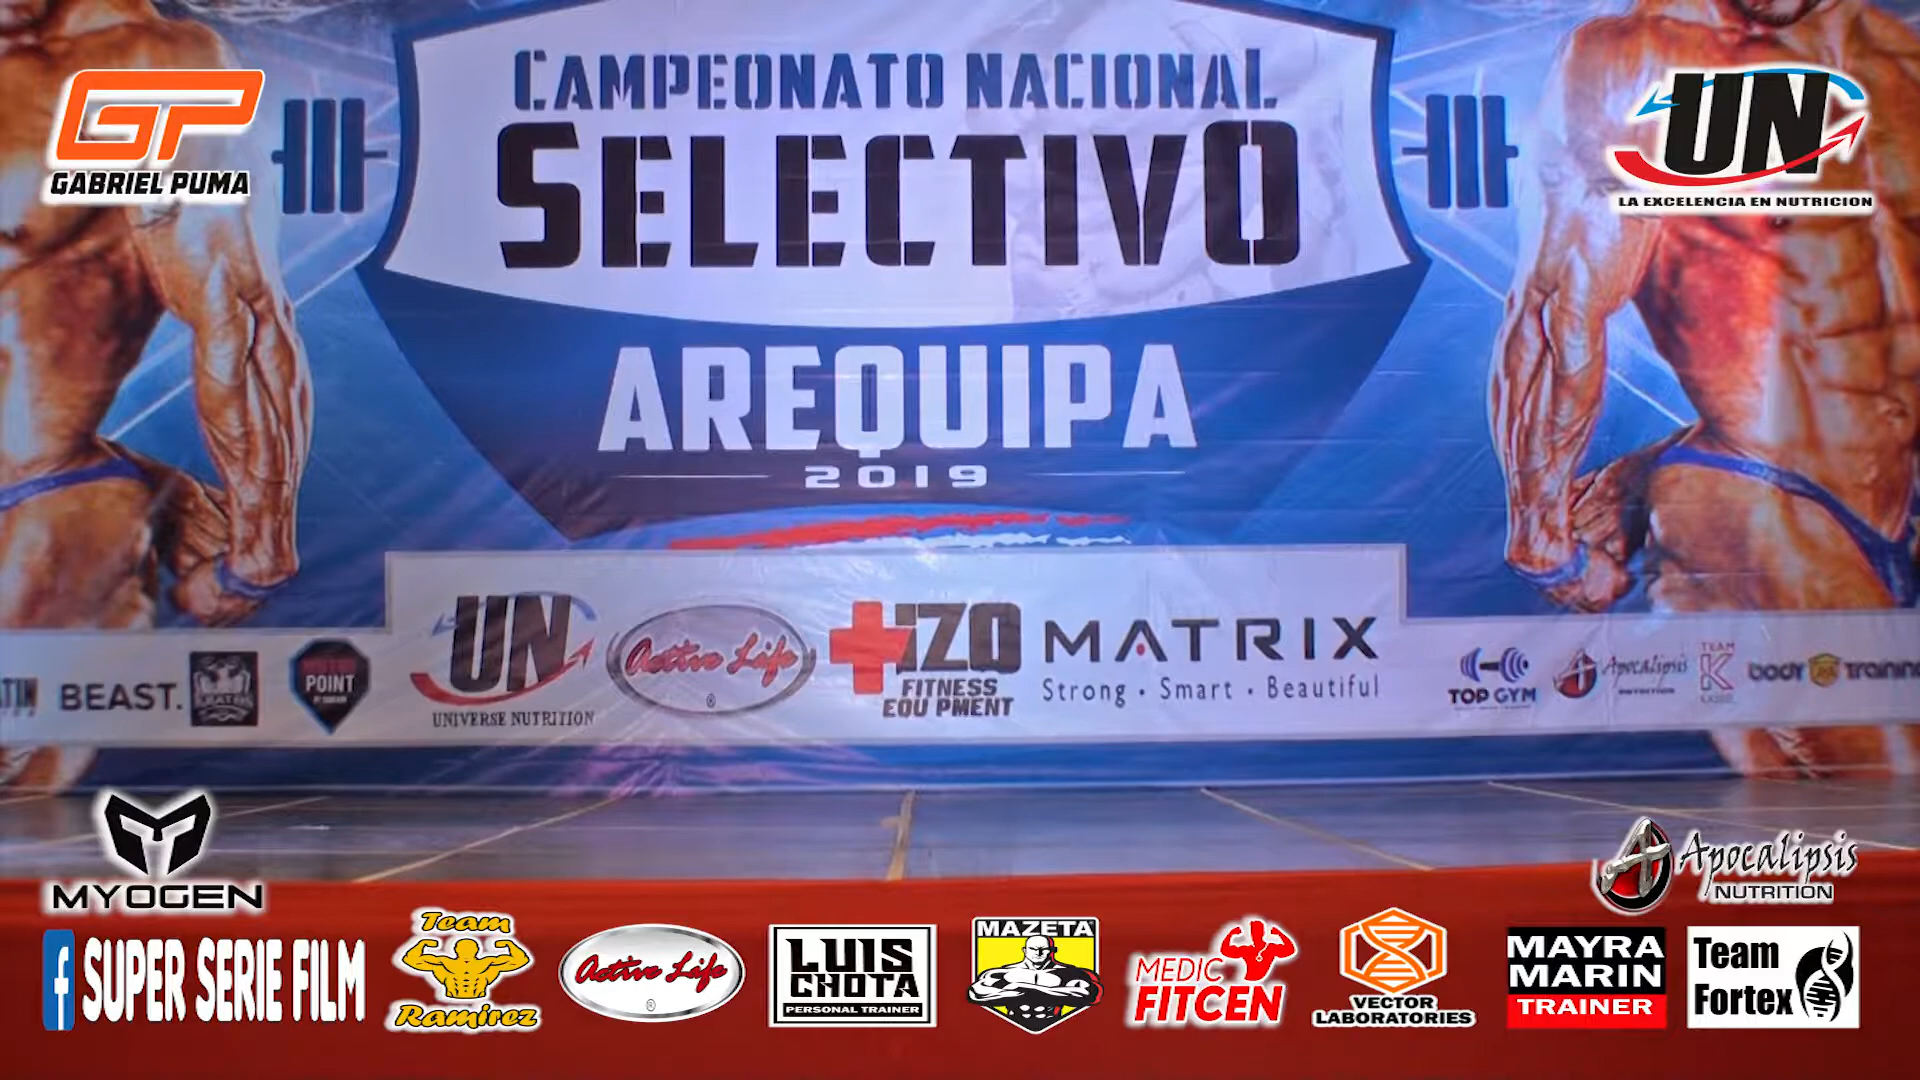 CAMPEONATO NACIONAL
SELECTIVO
AREQUIPA
2019
GP
GABRIEL PUMA
UN
LA EXCELENCIA EN NUTRICION
BEAST.
POINT
UN
UNIVERSE NUTRITION
Active Life
®
iZO
FITNESS
EQU PMENT
MATRIX
Strong · Smart · Beautiful
TOP GYM
Apocalipsis
NUTRITION
TEAM
K
body training
MYOGEN
Apocalipsis
NUTRITION
f SUPER SERIE FILM
Team
Ramirez
Active Life
®
LUIS
CHOTA
PERSONAL TRAINER
MAZETA
MEDIC
FITCEN
VECTOR
LABORATORIES
MAYRA
MARIN
TRAINER
Team
Fortex